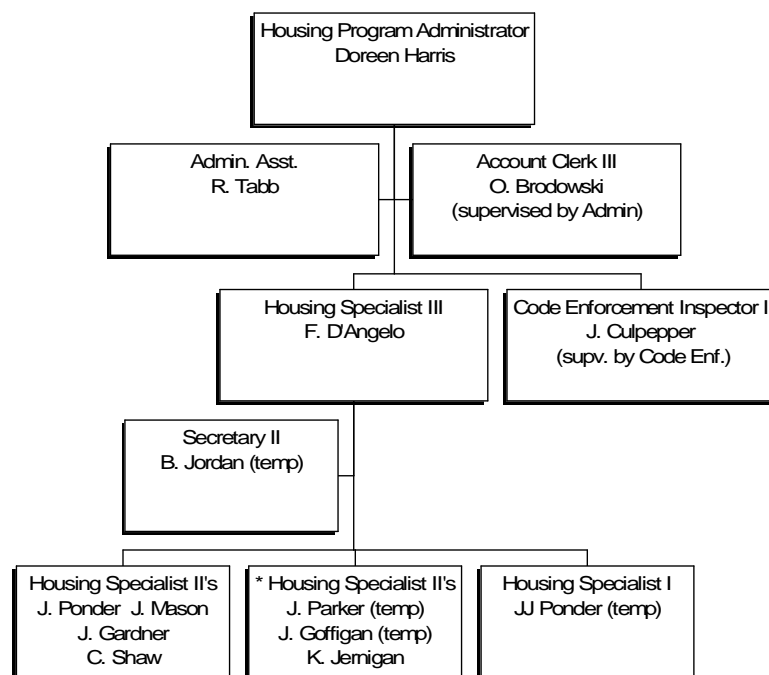 Housing Program Administrator
Doreen Harris
Admin. Asst.
R. Tabb
Account Clerk III
O. Brodowski
(supervised by Admin)
Housing Specialist III
F. D'Angelo
Code Enforcement Inspector I
J. Culpepper
(supv. by Code Enf.)
Secretary II
B. Jordan (temp)
Housing Specialist II's
J. Ponder J. Mason
J. Gardner
C. Shaw
* Housing Specialist II's
J. Parker (temp)
J. Goffigan (temp)
K. Jernigan
Housing Specialist I
JJ Ponder (temp)